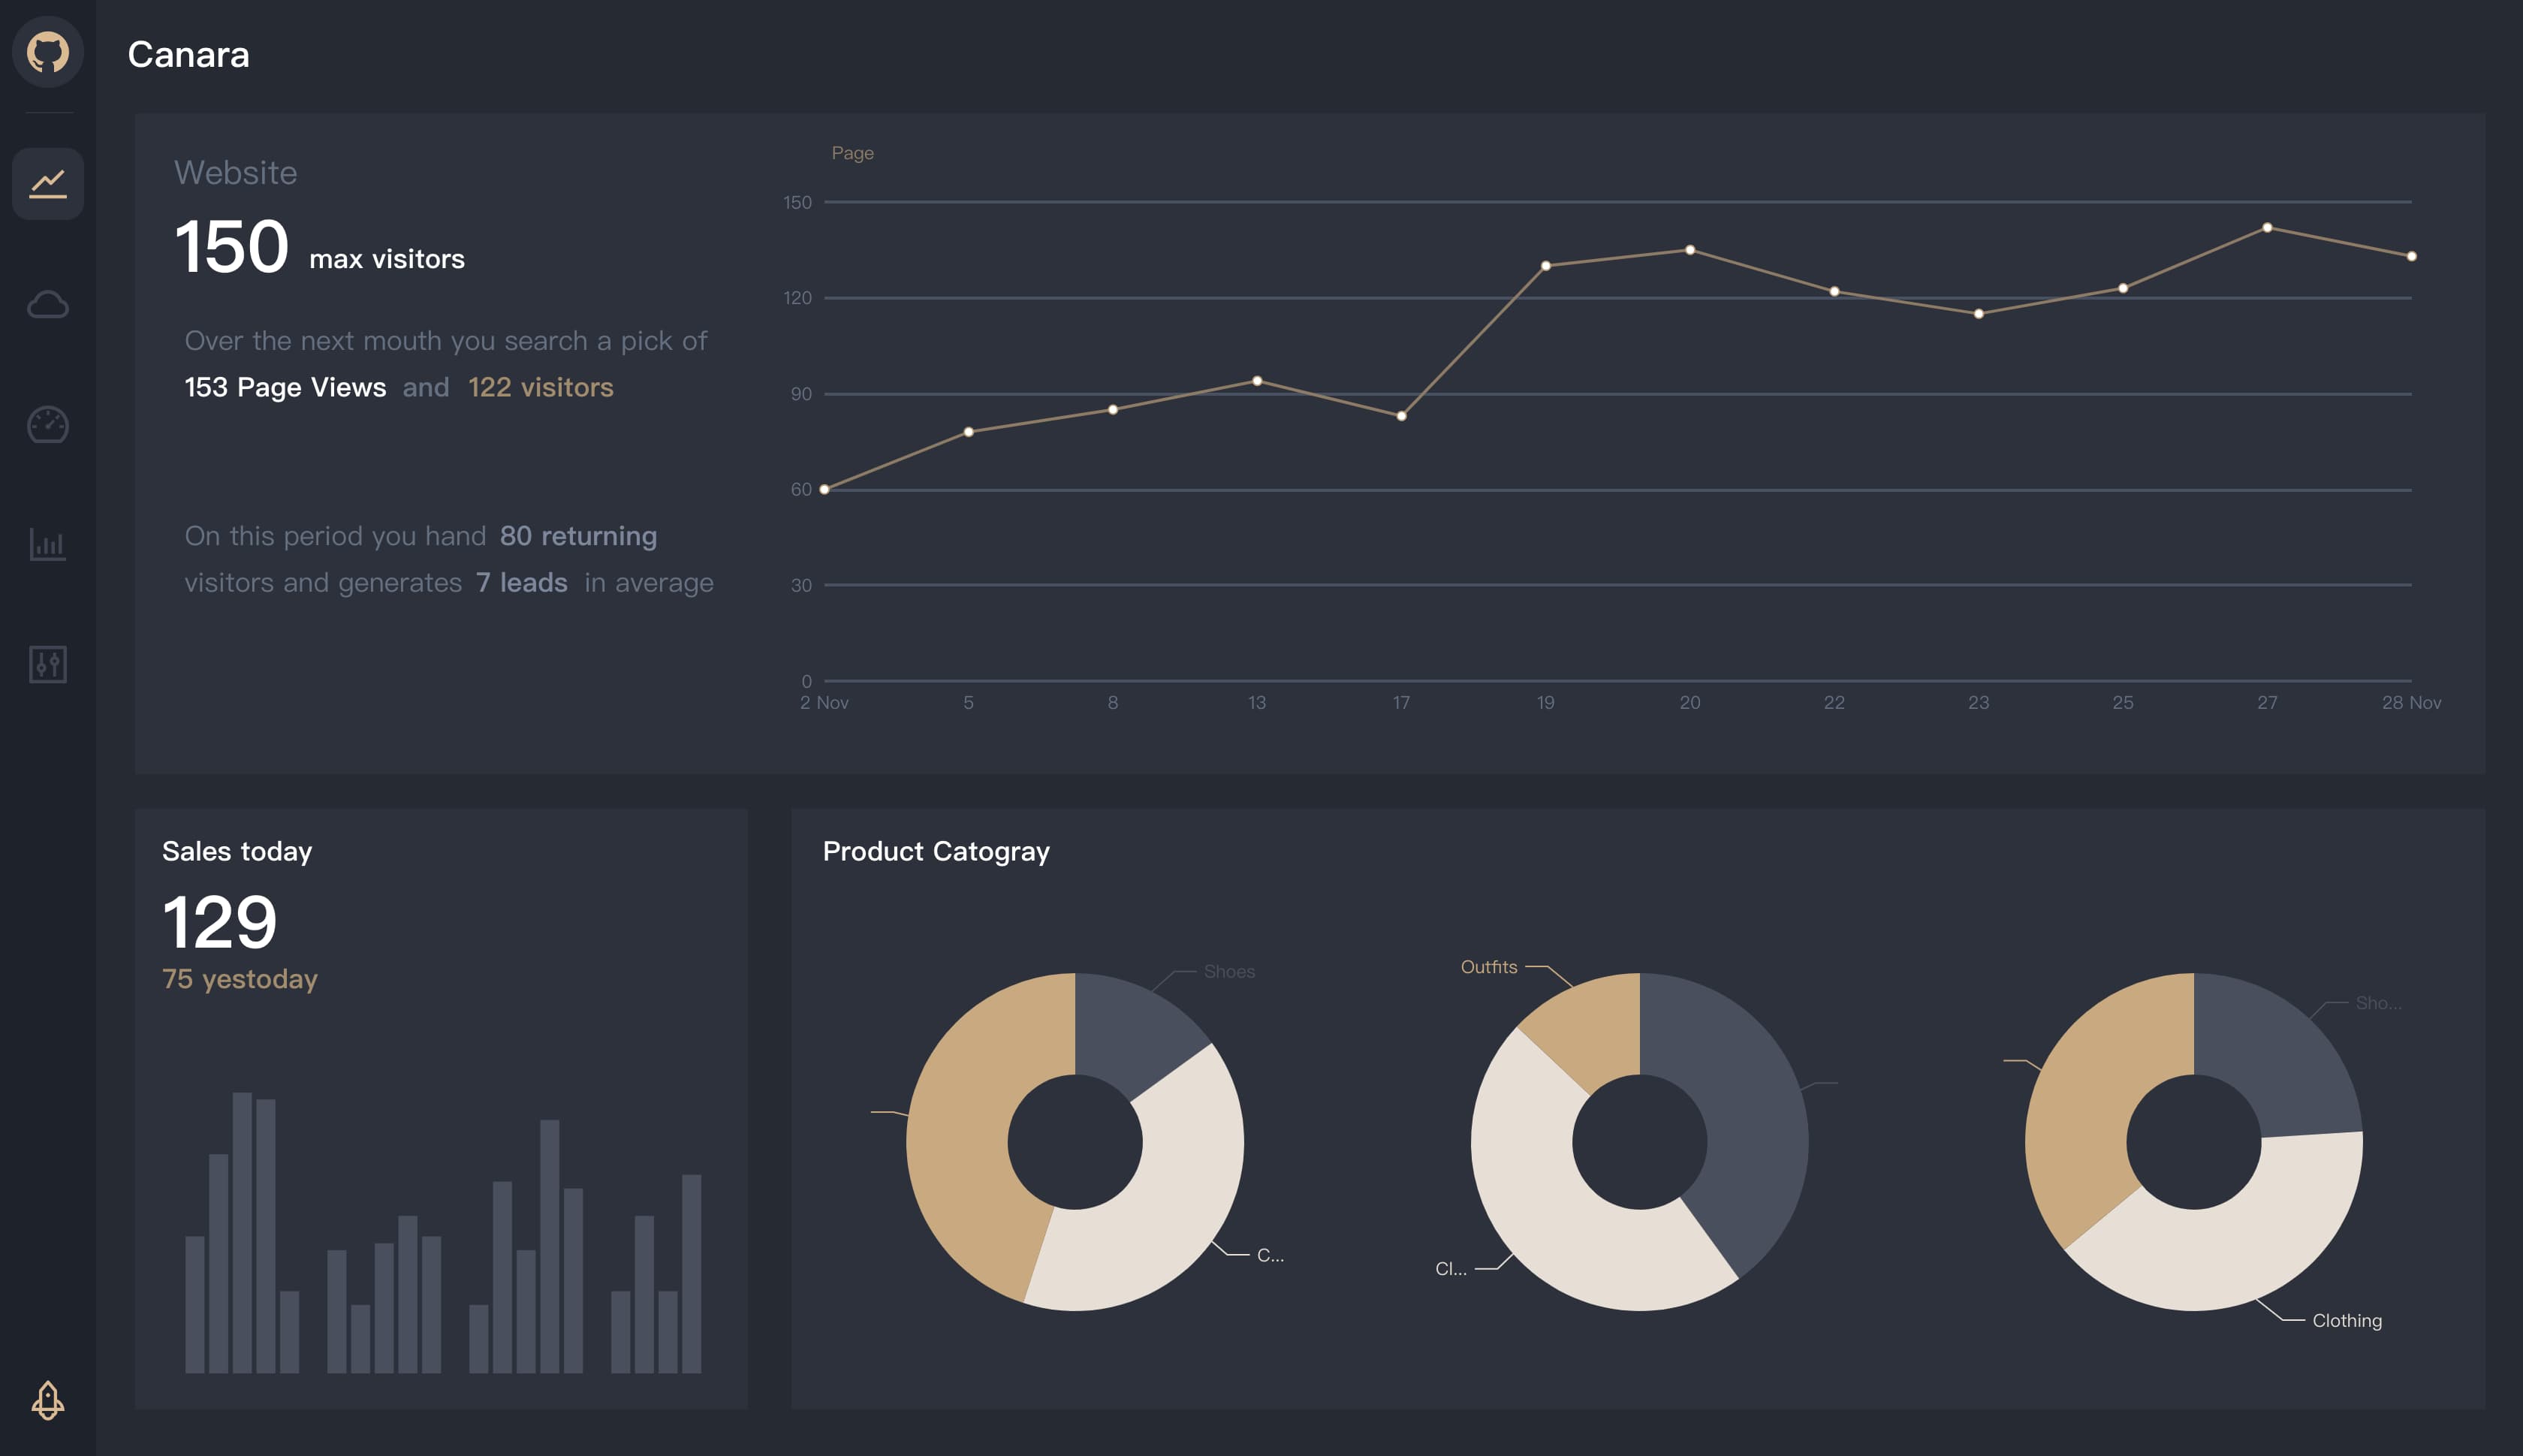 Canara
Website
150 max visitors
Over the next mouth you search a pick of
153 Page Views and 122 visitors
On this period you hand 80 returning
visitors and generates 7 leads in average
Page
150
120
90
60
30
0
2 Nov 5 8 13 17 19 20 22 23 25 27 28 Nov
Sales today
129
75 yestoday
Product Catogray
Shoes
C...
Outfits
Cl...
Sho...
Clothing